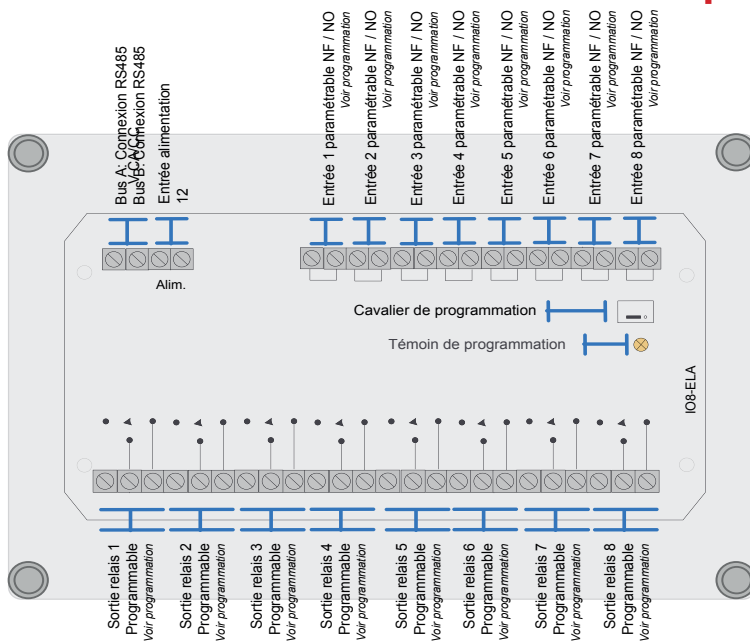 Bus A: Connexion RS485
Bus B: Connexion RS485
V CA/CC
Entrée alimentation
12
Entrée 1 paramétrable NF / NO
Voir programmation
Entrée 2 paramétrable NF / NO
Voir programmation
Entrée 3 paramétrable NF / NO
Voir programmation
Entrée 4 paramétrable NF / NO
Voir programmation
Entrée 5 paramétrable NF / NO
Voir programmation
Entrée 6 paramétrable NF / NO
Voir programmation
Entrée 7 paramétrable NF / NO
Voir programmation
Entrée 8 paramétrable NF / NO
Voir programmation
Alim.
Cavalier de programmation
Témoin de programmation
IO8-ELA
Sortie relais 1
Programmable
Voir programmation
Sortie relais 2
Programmable
Voir programmation
Sortie relais 3
Programmable
Voir programmation
Sortie relais 4
Programmable
Voir programmation
Sortie relais 5
Programmable
Voir programmation
Sortie relais 6
Programmable
Voir programmation
Sortie relais 7
Programmable
Voir programmation
Sortie relais 8
Programmable
Voir programmation